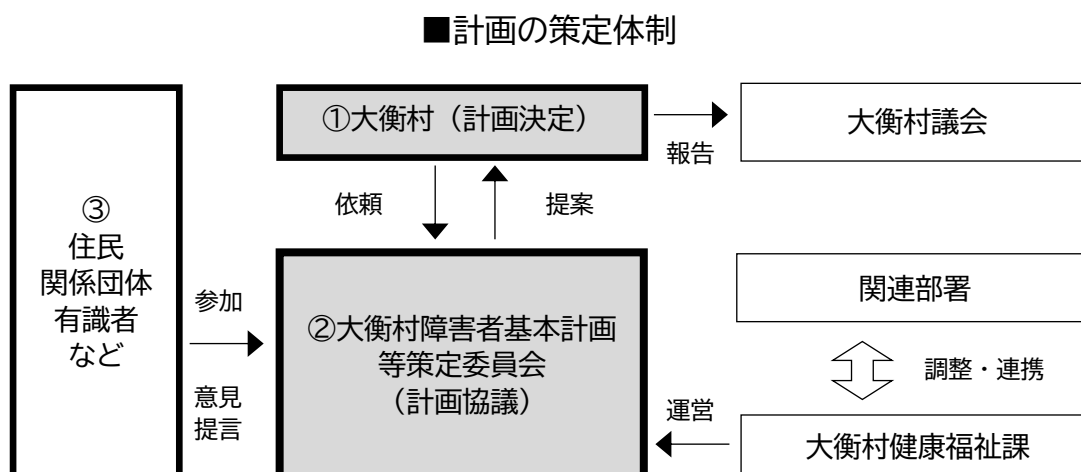 ■計画の策定体制
①大衡村（計画決定）
報告
大衡村議会
依頼
提案
③
住民
関係団体
有識者
など
参加
意見
提言
②大衡村障害者基本計画
等策定委員会
（計画協議）
関連部署
調整・連携
運営
大衡村健康福祉課